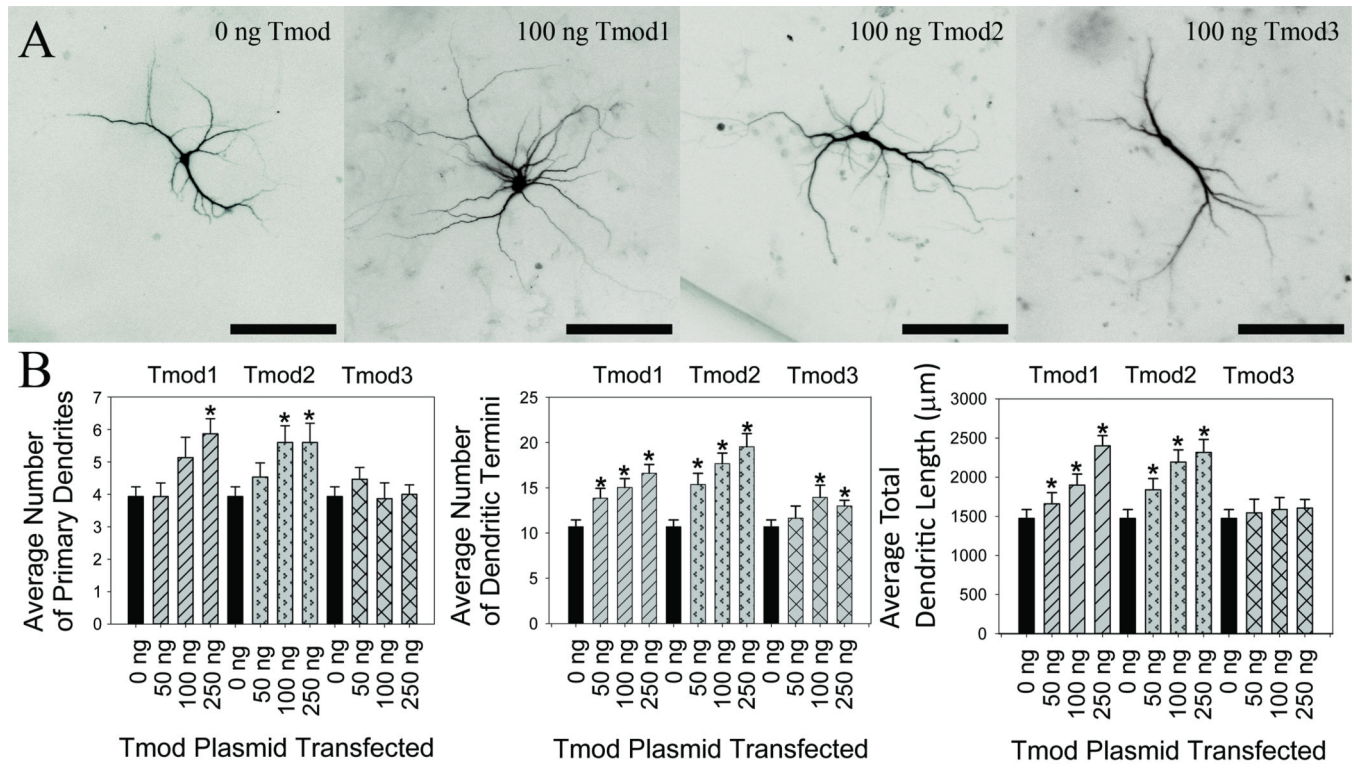 A
0 ng Tmod
100 ng Tmod1
100 ng Tmod2
100 ng Tmod3
B
Tmod1 Tmod2 Tmod3
Average Number
of Primary Dendrites
7
6
5
4
3
2
1
0
* * *
0 ng
50 ng
100 ng
250 ng
0 ng
50 ng
100 ng
250 ng
0 ng
50 ng
100 ng
250 ng
Tmod Plasmid Transfected
Tmod1 Tmod2 Tmod3
Average Number
of Dendritic Termini
25
20
15
10
5
0
* * * * * * * *
0 ng
50 ng
100 ng
250 ng
0 ng
50 ng
100 ng
250 ng
0 ng
50 ng
100 ng
250 ng
Tmod Plasmid Transfected
Tmod1 Tmod2 Tmod3
Average Total
Dendritic Length (μm)
3000
2500
2000
1500
1000
500
0
* * * * * *
0 ng
50 ng
100 ng
250 ng
0 ng
50 ng
100 ng
250 ng
0 ng
50 ng
100 ng
250 ng
Tmod Plasmid Transfected